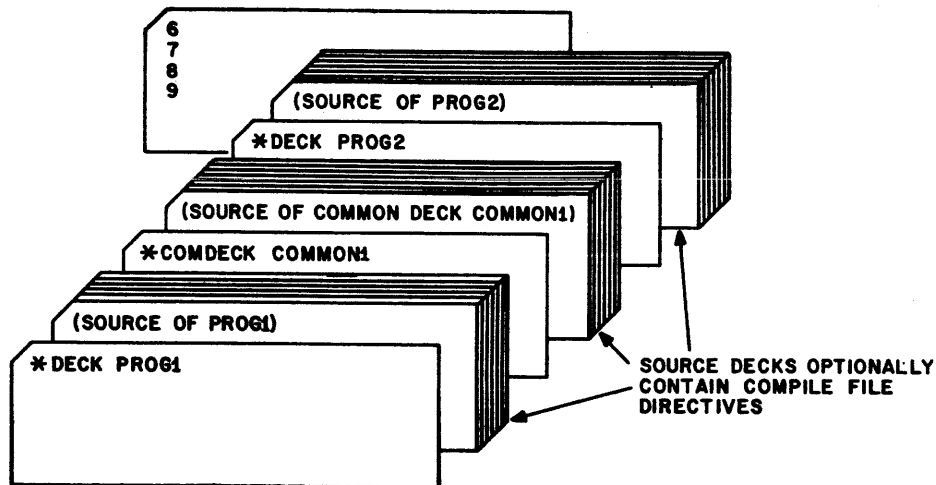 6
7
8
9
(SOURCE OF PROG2)
*DECK PROG2
(SOURCE OF COMMON DECK COMMON1)
*COMDECK COMMON1
(SOURCE OF PROG1)
*DECK PROG1
SOURCE DECKS OPTIONALLY
CONTAIN COMPILE FILE
DIRECTIVES